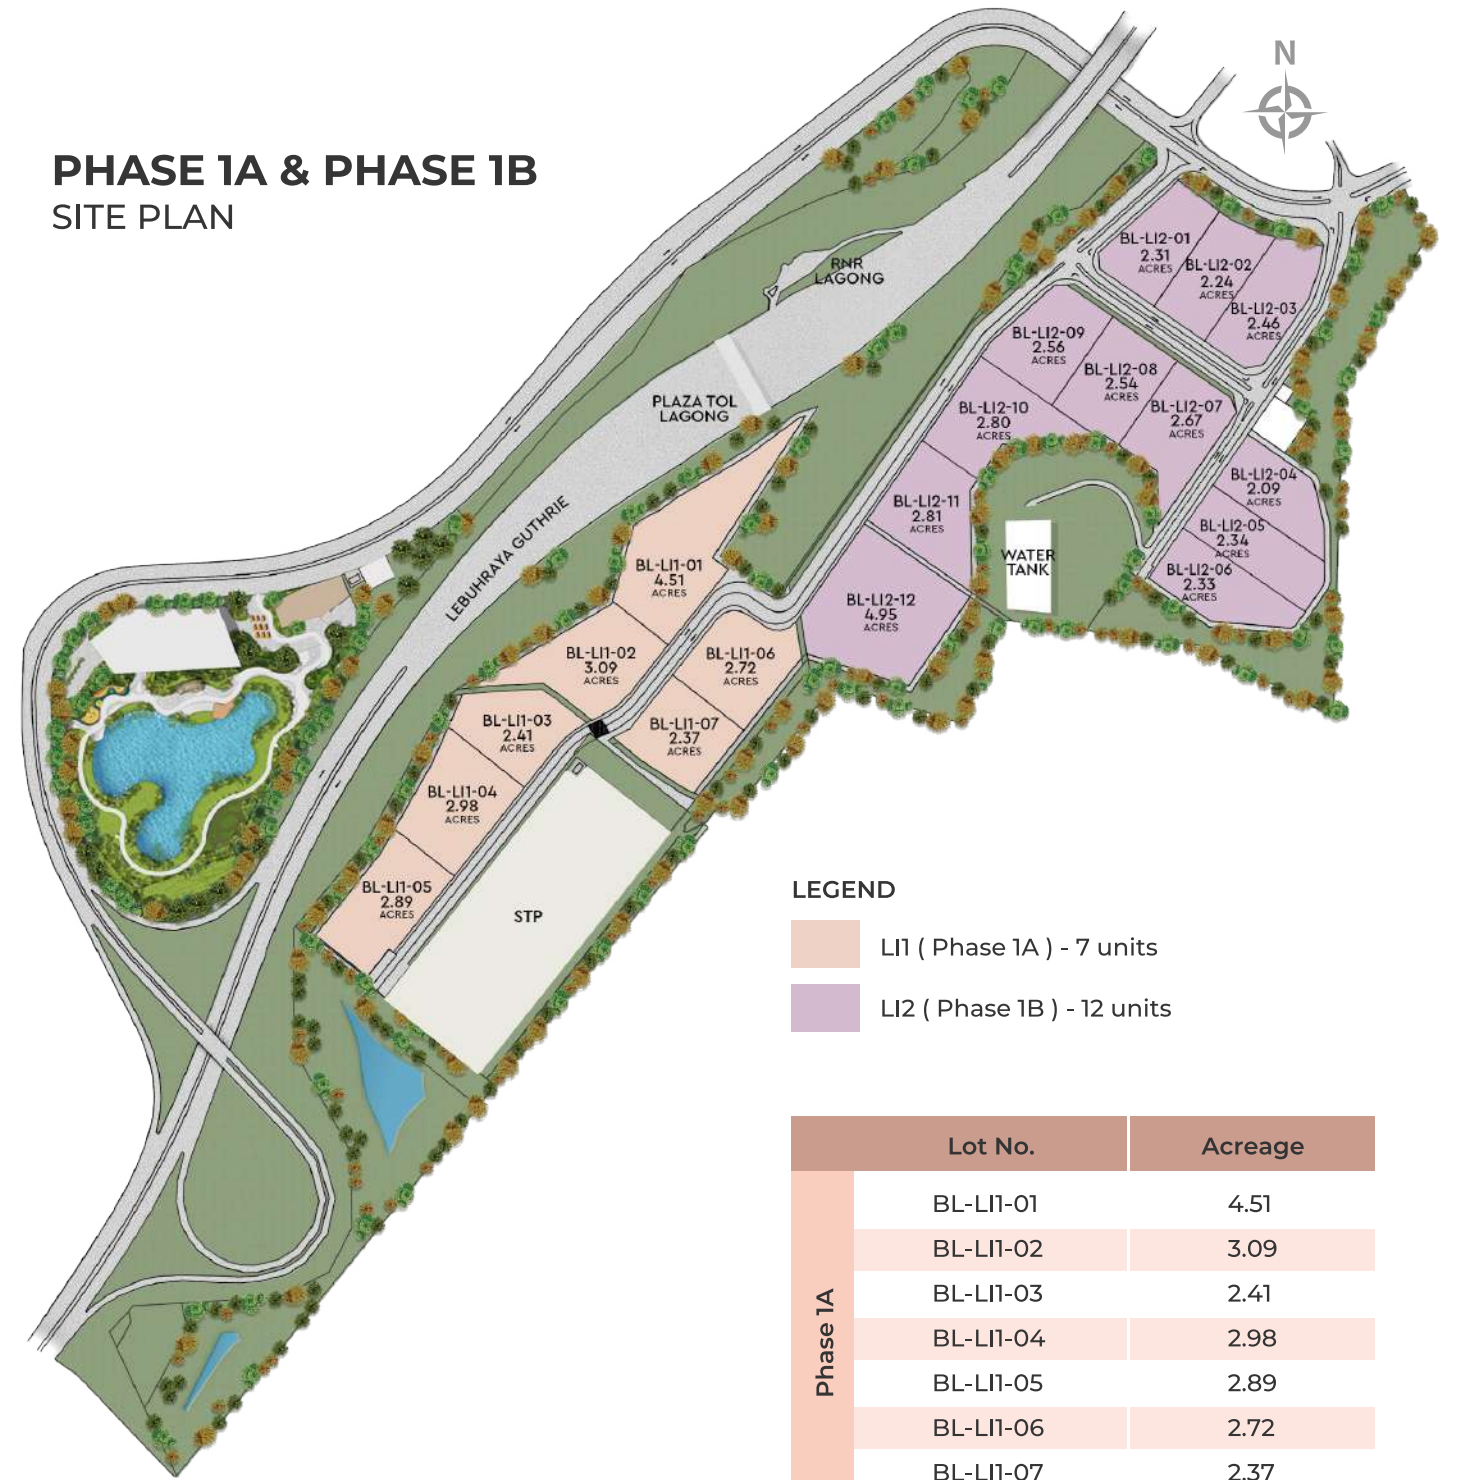 PHASE 1A & PHASE 1B
SITE PLAN
N
RNR
LAGONG
PLAZA TOL
LAGONG
LEBUHRAYA GUTHRIE
BL-LI2-01
2.31
ACRES
BL-LI2-02
2.24
ACRES
BL-LI2-03
2.46
ACRES
BL-LI2-09
2.56
ACRES
BL-LI2-08
2.54
ACRES
BL-LI2-07
2.67
ACRES
BL-LI2-10
2.80
ACRES
BL-LI2-11
2.81
ACRES
BL-LI2-04
2.09
ACRES
BL-LI2-05
2.34
ACRES
BL-LI2-06
2.33
ACRES
WATER
TANK
BL-LI2-12
4.95
ACRES
BL-LI1-01
4.51
ACRES
BL-LI1-02
3.09
ACRES
BL-LI1-06
2.72
ACRES
BL-LI1-03
2.41
ACRES
BL-LI1-07
2.37
ACRES
BL-LI1-04
2.98
ACRES
BL-LI1-05
2.89
ACRES
STP
LEGEND
LI1 ( Phase 1A ) - 7 units
LI2 ( Phase 1B ) - 12 units
Lot No. Acreage
Phase 1A
BL-LI1-01 4.51
BL-LI1-02 3.09
BL-LI1-03 2.41
BL-LI1-04 2.98
BL-LI1-05 2.89
BL-LI1-06 2.72
BL-LI1-07 2.37